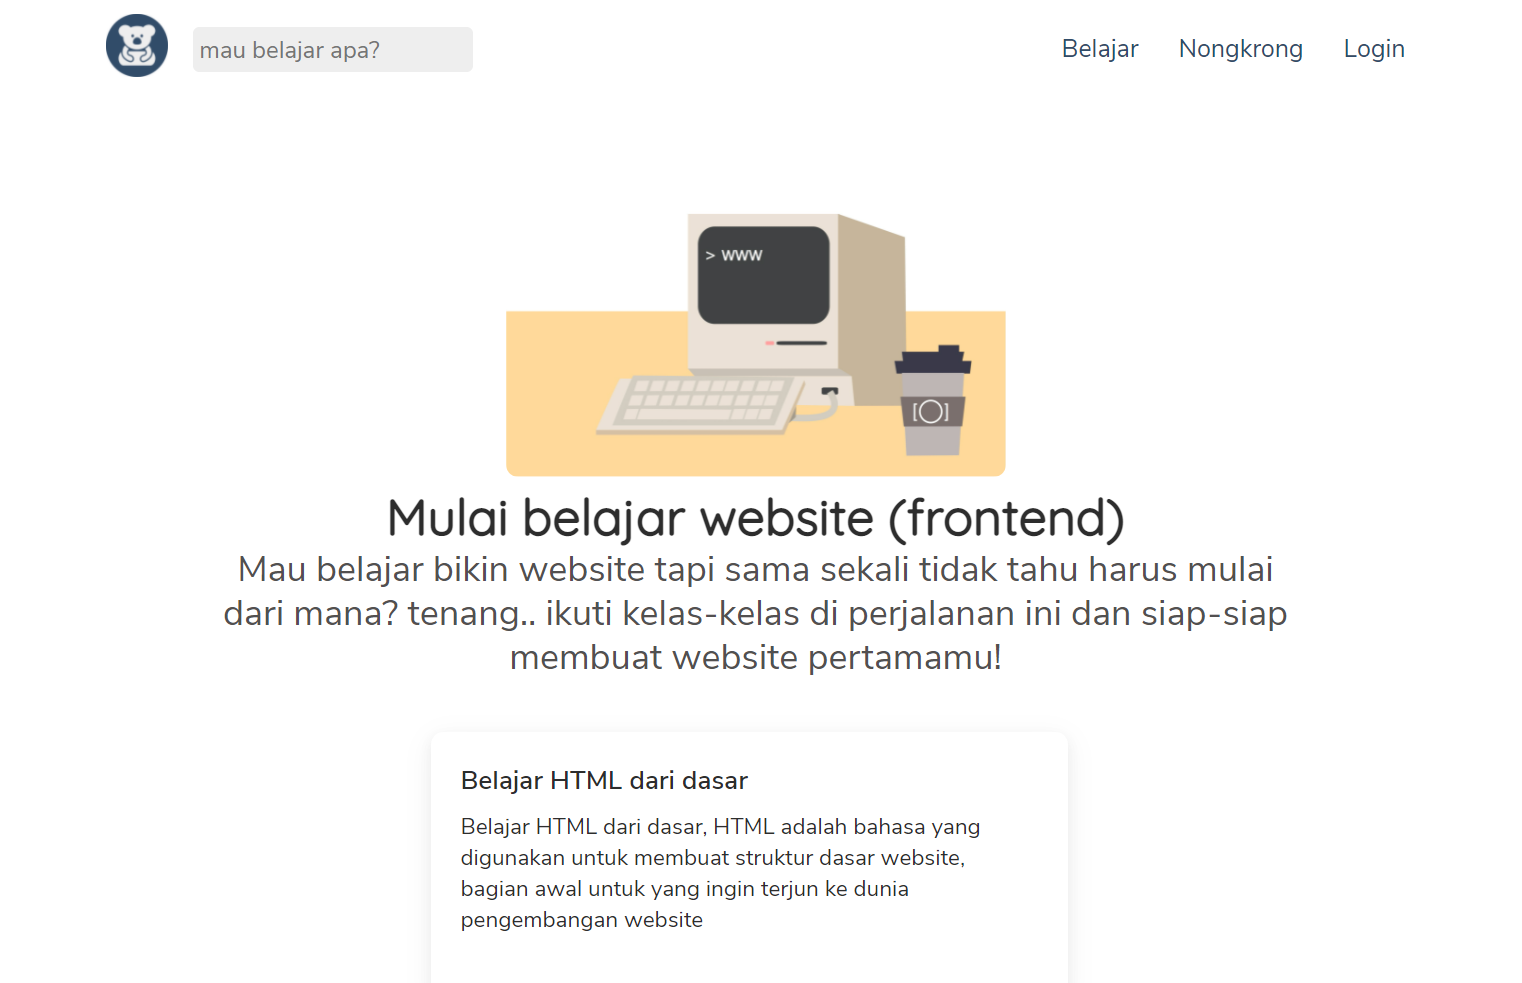 mau belajar apa?
Belajar
Nongkrong
Login
> WWW
Mulai belajar website (frontend)
Mau belajar bikin website tapi sama sekali tidak tahu harus mulai
dari mana? tenang.. ikuti kelas-kelas di perjalanan ini dan siap-siap
membuat website pertamamu!
Belajar HTML dari dasar
Belajar HTML dari dasar, HTML adalah bahasa yang
digunakan untuk membuat struktur dasar website,
bagian awal untuk yang ingin terjun ke dunia
pengembangan website